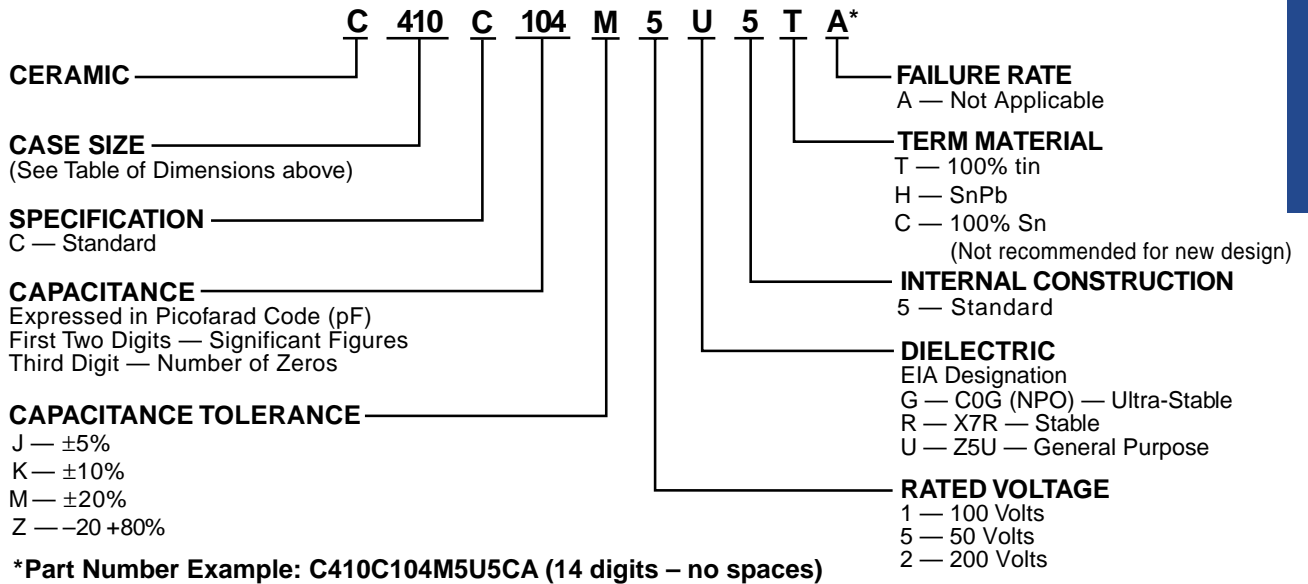 C 410 C 104 M 5 U 5 T A*
CERAMIC
CASE SIZE
(See Table of Dimensions above)
SPECIFICATION
C — Standard
CAPACITANCE
Expressed in Picofarad Code (pF)
First Two Digits — Significant Figures
Third Digit — Number of Zeros
CAPACITANCE TOLERANCE
J — ±5%
K — ±10%
M — ±20%
Z — –20 +80%
FAILURE RATE
A — Not Applicable
TERM MATERIAL
T — 100% tin
H — SnPb
C — 100% Sn
(Not recommended for new design)
INTERNAL CONSTRUCTION
5 — Standard
DIELECTRIC
EIA Designation
G — C0G (NPO) — Ultra-Stable
R — X7R — Stable
U — Z5U — General Purpose
RATED VOLTAGE
1 — 100 Volts
5 — 50 Volts
2 — 200 Volts
*Part Number Example: C410C104M5U5CA (14 digits – no spaces)